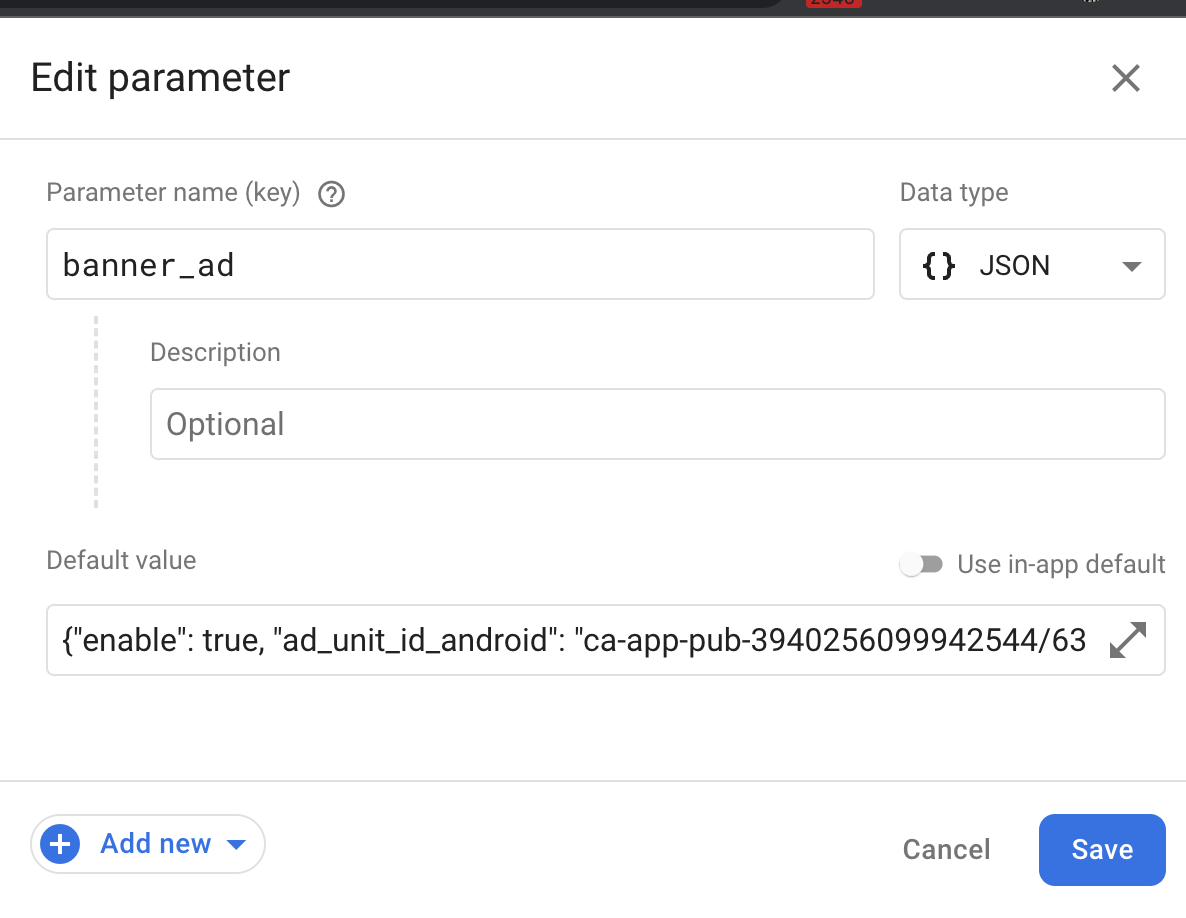 Edit parameter
Parameter name (key)
Data type
banner_ad
{} JSON
Description
Optional
Default value
Use in-app default
{"enable": true, "ad_unit_id_android": "ca-app-pub-3940256099942544/63
Add new
Cancel
Save